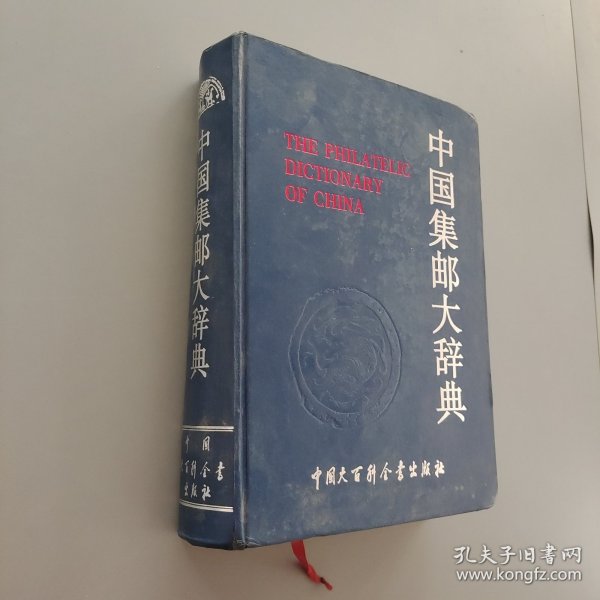 中国集邮大辞典
中国
大百科全书
出版社
THE PHILATELIC
DICTIONARY
OF CHINA
中国集邮大辞典
中国大百科全书出版社
孔夫子旧书网
www.kongfz.com